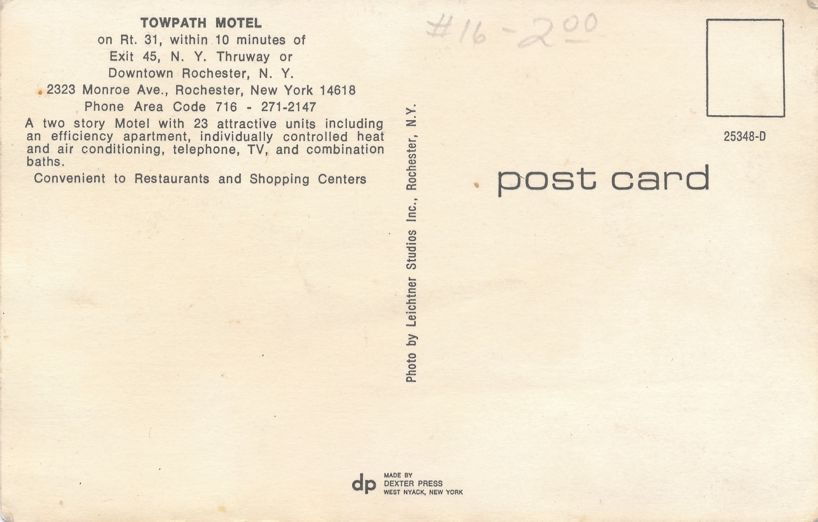 TOWPATH MOTEL
on Rt. 31, within 10 minutes of
Exit 45, N. Y. Thruway or
Downtown Rochester, N. Y.
2323 Monroe Ave., Rochester, New York 14618
Phone Area Code 716 - 271-2147
A two story Motel with 23 attractive units including
an efficiency apartment, individually controlled heat
and air conditioning, telephone, TV, and combination
baths.
Convenient to Restaurants and Shopping Centers
Photo by Leichtner Studios Inc., Rochester, N.Y.
#16 - 2 00
25348-D
post card
dp
MADE BY
DEXTER PRESS
WEST NYACK, NEW YORK